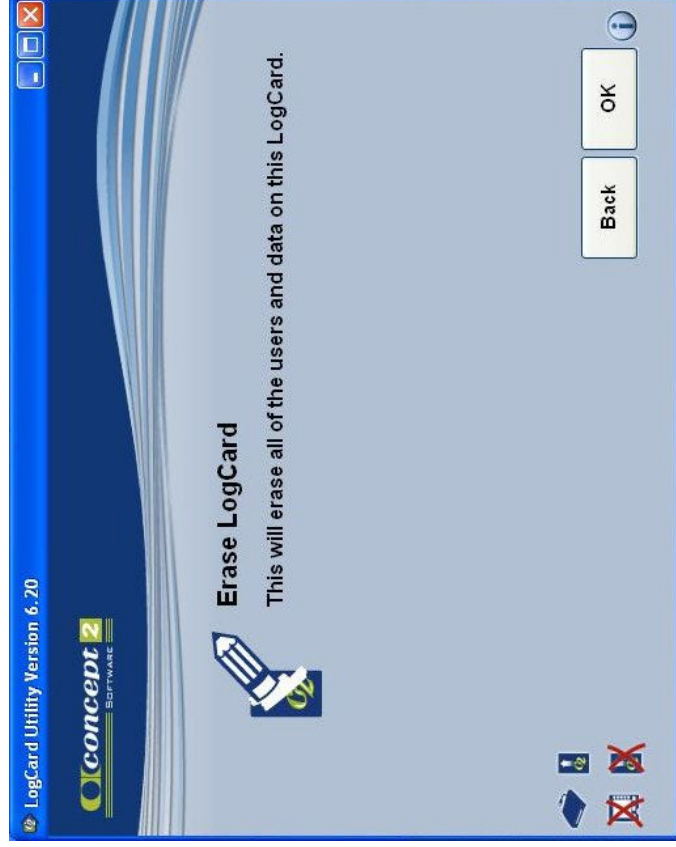 LogCard Utility Version 6.20
concept 2
SOFTWARE
Erase LogCard
This will erase all of the users and data on this LogCard.
Back
OK